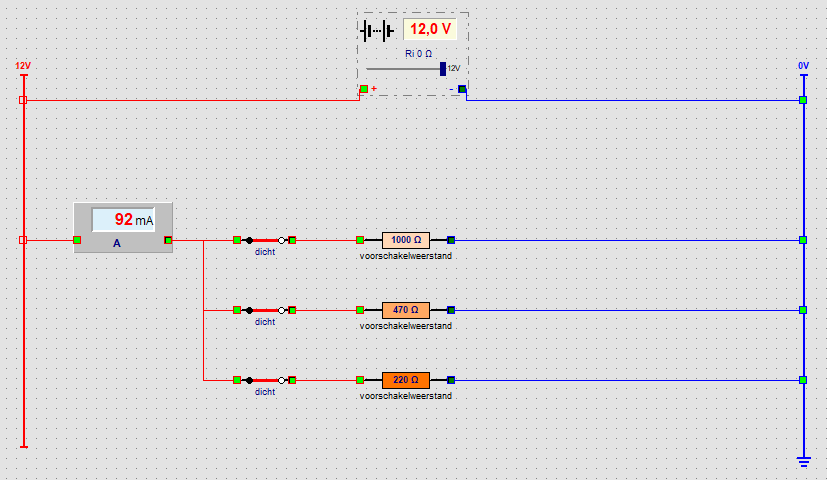 12,0 V
Ri 0 Ω
12V
12V
0V
+
-
92 mA
A
1000 Ω
dicht
voorschakelweerstand
470 Ω
dicht
voorschakelweerstand
220 Ω
dicht
voorschakelweerstand